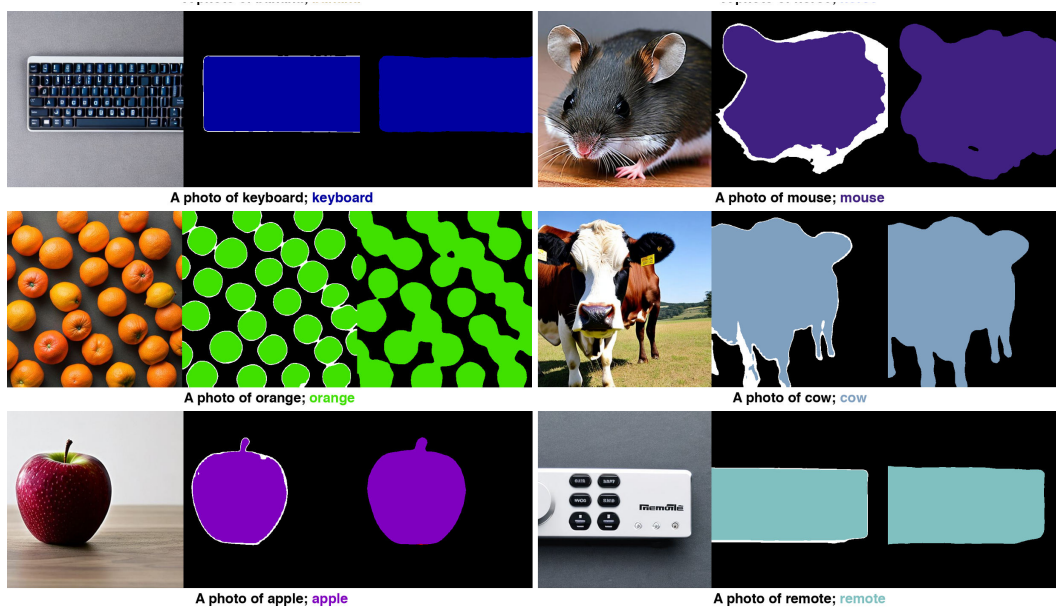 A photo of keyboard; keyboard
A photo of mouse; mouse
A photo of orange; orange
A photo of cow; cow
A photo of apple; apple
A photo of remote; remote